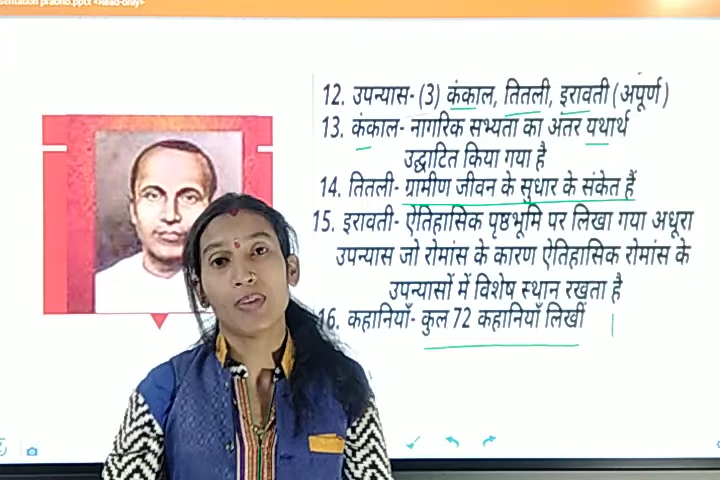 12. उपन्यास- (3) कंकाल, तितली, इरावती (अपूर्ण)
13. कंकाल- नागरिक सभ्यता का अंतर यथार्थ
उद्घाटित किया गया है
14. तितली- ग्रामीण जीवन के सुधार के संकेत हैं
15. इरावती- ऐतिहासिक पृष्ठभूमि पर लिखा गया अधूरा
उपन्यास जो रोमांस के कारण ऐतिहासिक रोमांस के
उपन्यासों में विशेष स्थान रखता है
16. कहानियाँ- कुल 72 कहानियाँ लिखीं